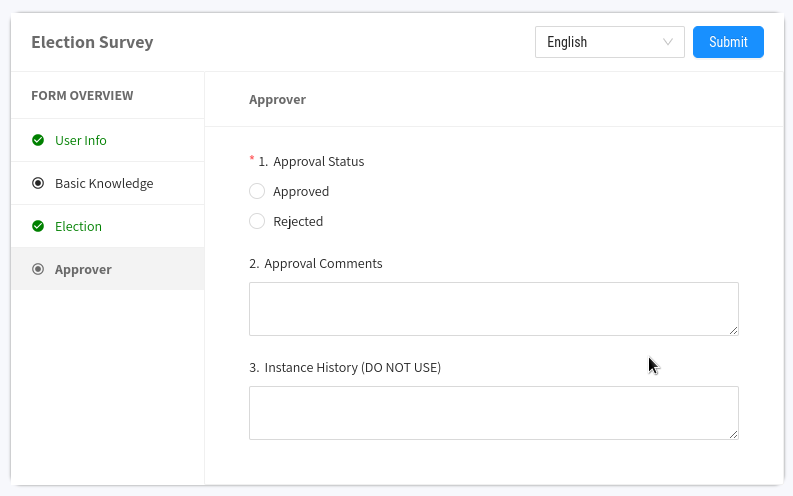 Election Survey
English
Submit
FORM OVERVIEW
User Info
Basic Knowledge
Election
Approver
Approver
* 1. Approval Status
Approved
Rejected
2. Approval Comments
3. Instance History (DO NOT USE)